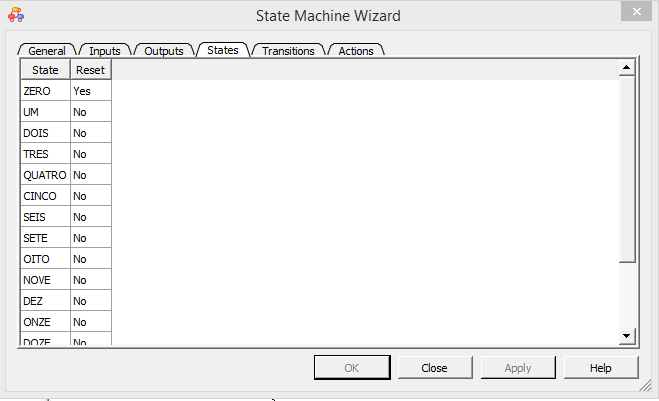 State Machine Wizard
General Inputs Outputs States Transitions Actions
State Reset
ZERO Yes
UM No
DOIS No
TRES No
QUATRO No
CINCO No
SEIS No
SETE No
OITO No
NOVE No
DEZ No
ONZE No
DOZE No
OK Close Apply Help